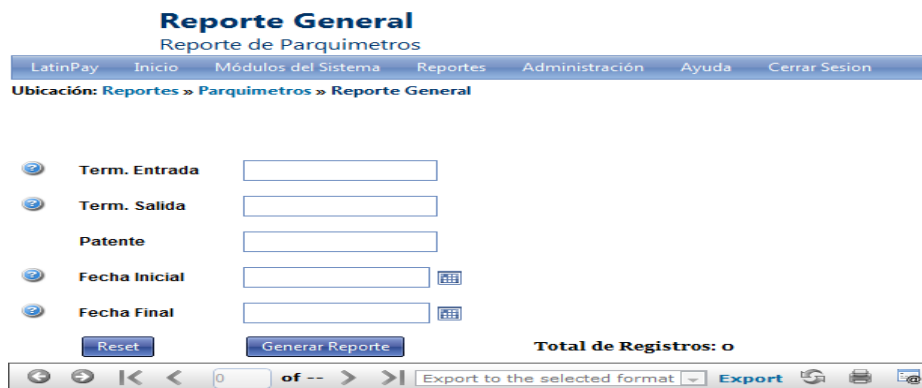 Reporte General
Reporte de Parquimetros
LatinPay Inicio Módulos del Sistema Reportes Administración Ayuda Cerrar Sesion
Ubicación: Reportes » Parquimetros » Reporte General
Term. Entrada
Term. Salida
Patente
Fecha Inicial
Fecha Final
Reset Generar Reporte Total de Registros: 0
0 of -- Export to the selected format Export